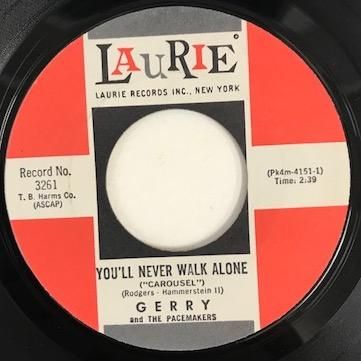 LAURIE
LAURIE RECORDS INC., NEW YORK
Record No.
3261
T. B. Harms Co.
(ASCAP)
(Pk4m-4151-1)
Time: 2:39
YOU'LL NEVER WALK ALONE
("CAROUSEL")
(Rodgers - Hammerstein II)
GERRY
and THE PACEMAKERS